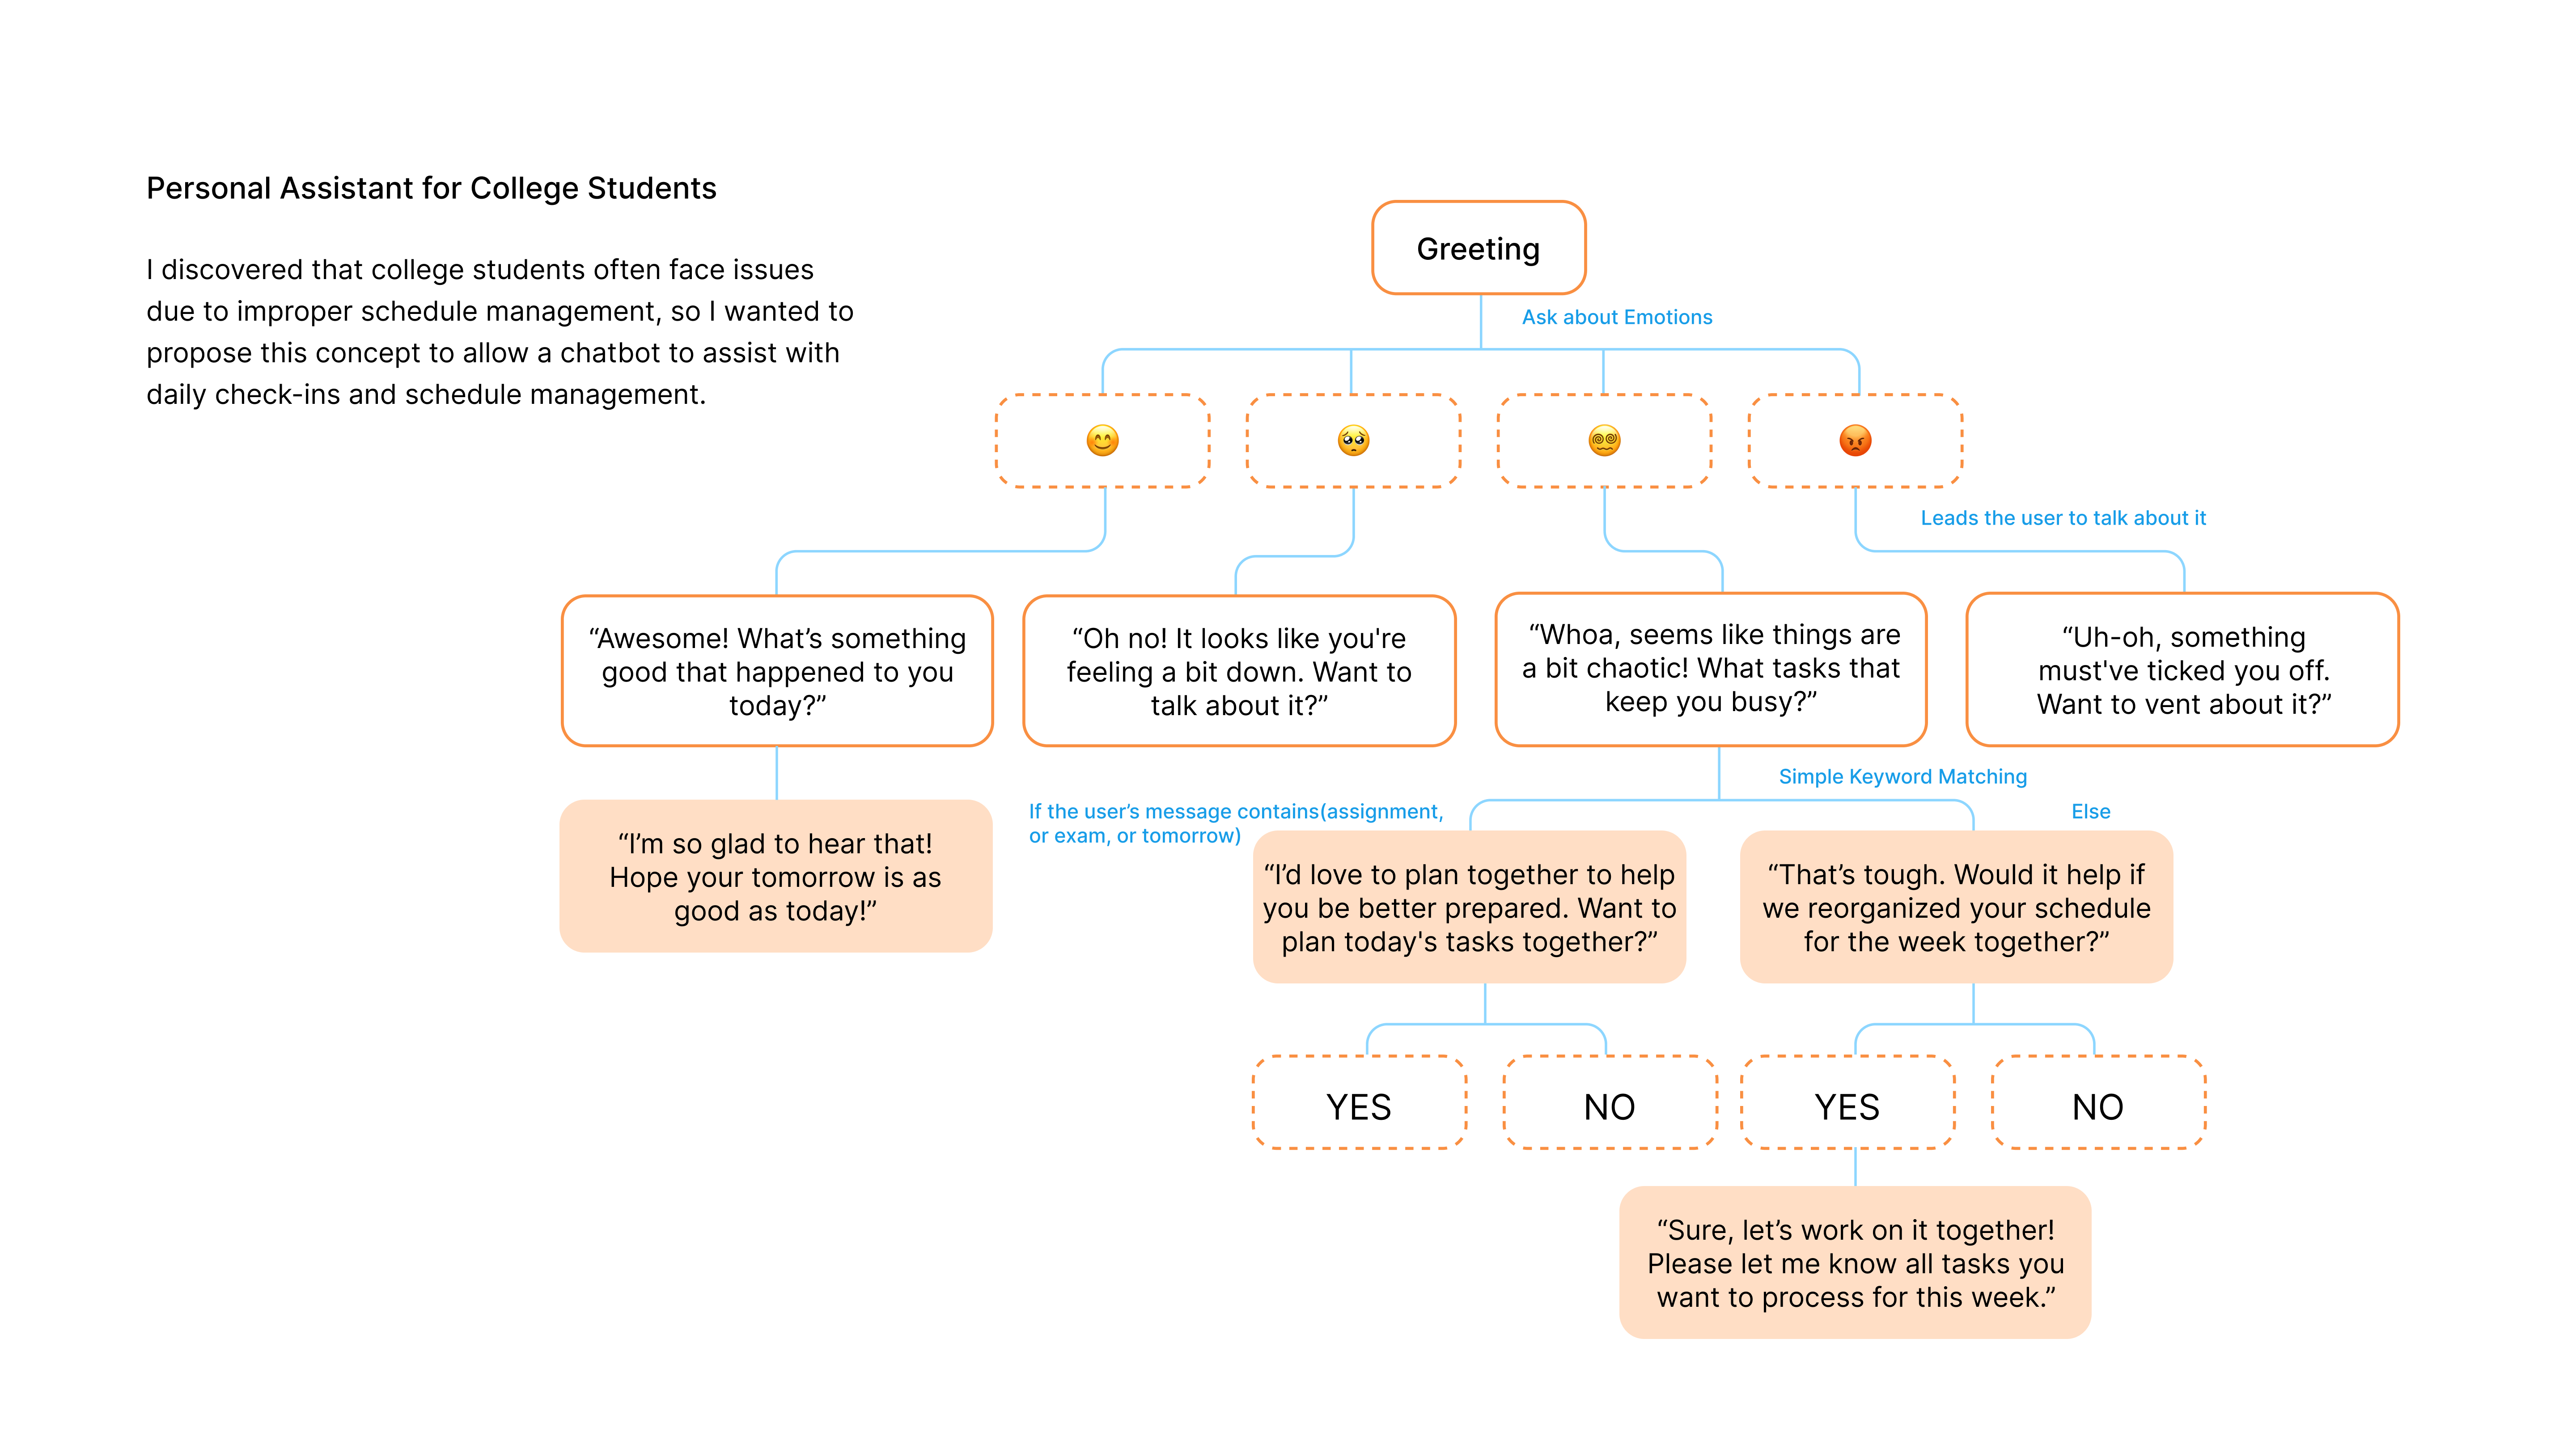 Personal Assistant for College Students
I discovered that college students often face issues
due to improper schedule management, so I wanted to
propose this concept to allow a chatbot to assist with
daily check-ins and schedule management.
Greeting
Ask about Emotions
Leads the user to talk about it
“Awesome! What’s something
good that happened to you
today?”
“Oh no! It looks like you're
feeling a bit down. Want to
talk about it?”
“Whoa, seems like things are
a bit chaotic! What tasks that
keep you busy?”
“Uh-oh, something
must've ticked you off.
Want to vent about it?”
Simple Keyword Matching
If the user’s message contains(assignment,
or exam, or tomorrow)
Else
“I’m so glad to hear that!
Hope your tomorrow is as
good as today!”
“I’d love to plan together to help
you be better prepared. Want to
plan today's tasks together?”
“That’s tough. Would it help if
we reorganized your schedule
for the week together?”
YES
NO
YES
NO
“Sure, let’s work on it together!
Please let me know all tasks you
want to process for this week.”